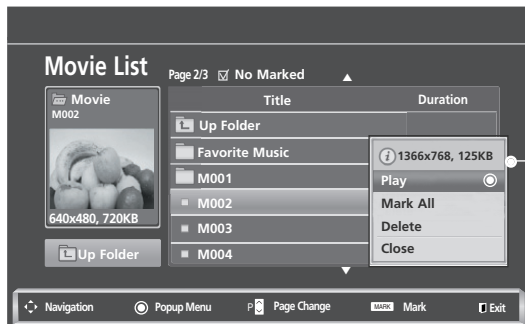 Movie List
Page 2/3 No Marked
Movie
M002
640x480, 720KB
Up Folder
Title Duration
Up Folder
Favorite Music
M001
M002
M003
M004
i 1366x768, 125KB
Play
Mark All
Delete
Close
Navigation Popup Menu P Page Change MARK Mark Exit